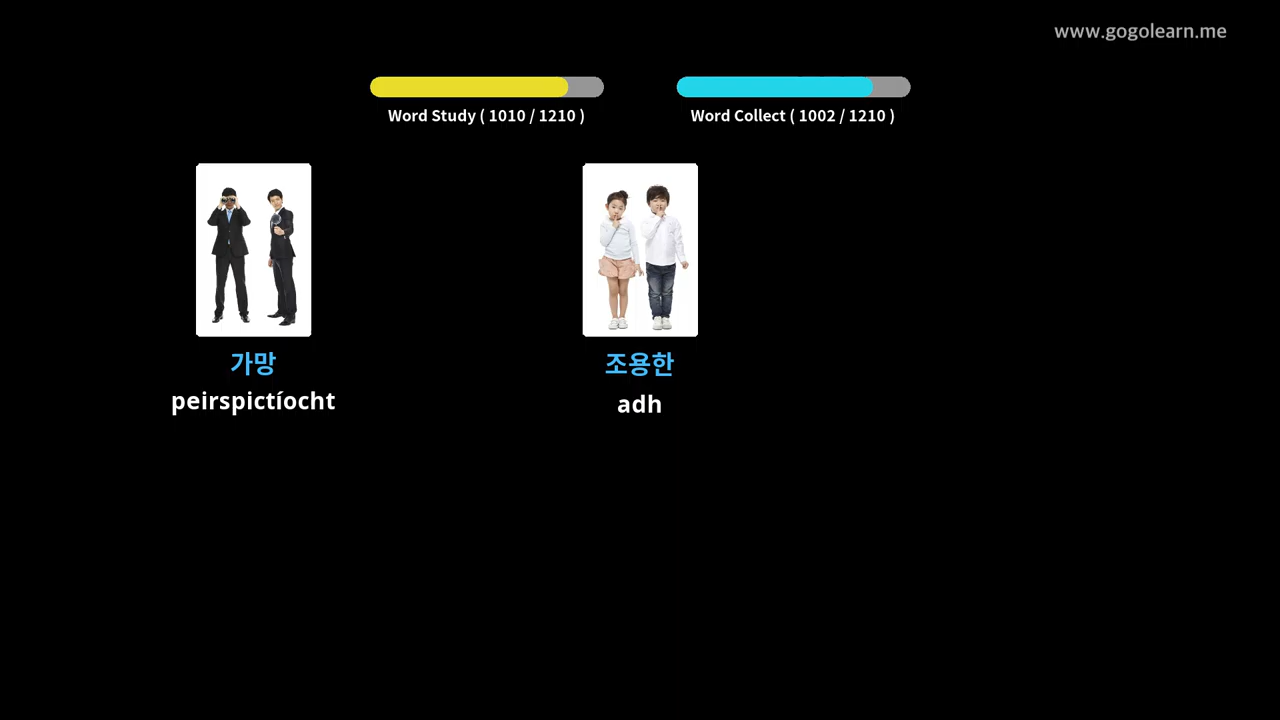 www.gogolearn.me
Word Study ( 1010 / 1210 )
Word Collect ( 1002 / 1210 )
가망
peirspictíocht
조용한
adh